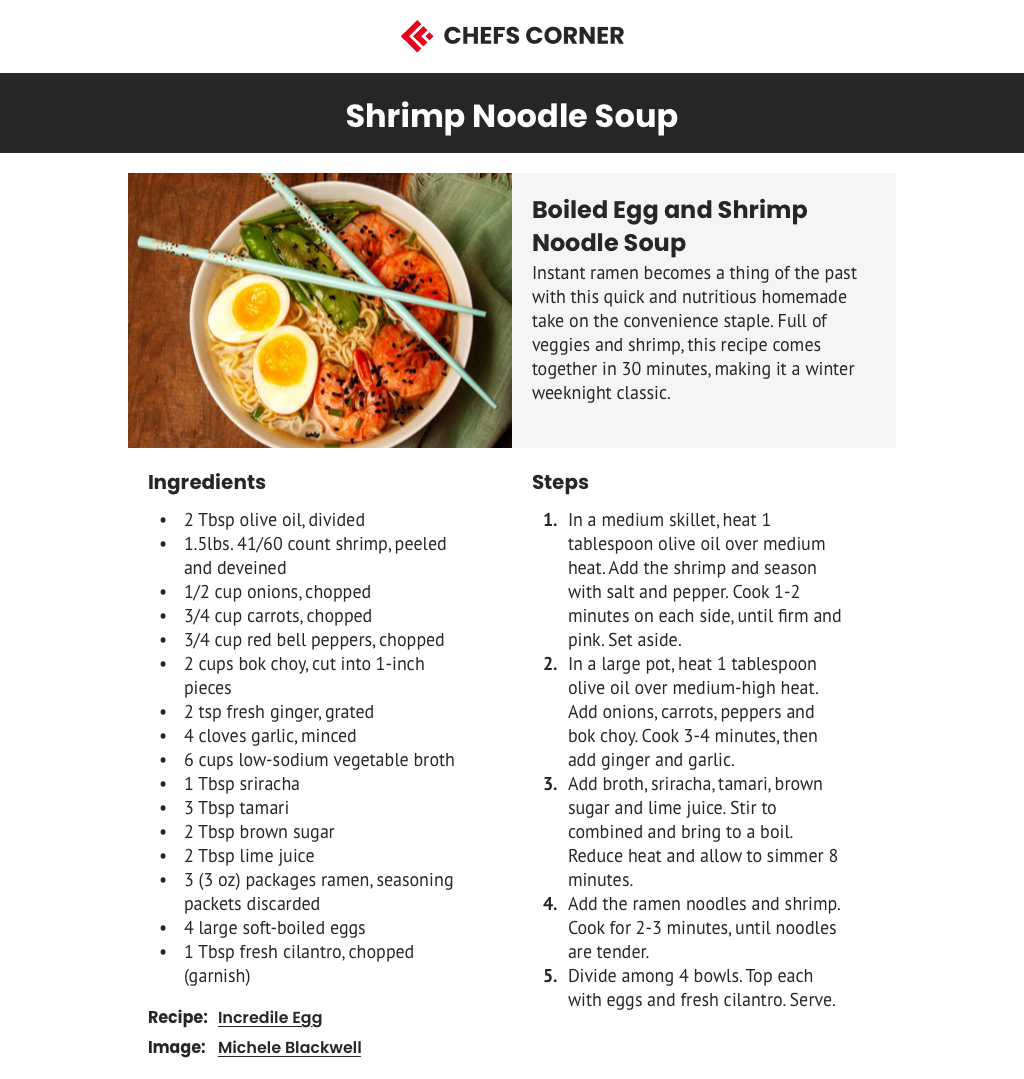 CHEFS CORNER
Shrimp Noodle Soup
Boiled Egg and Shrimp
Noodle Soup
Instant ramen becomes a thing of the past
with this quick and nutritious homemade
take on the convenience staple. Full of
veggies and shrimp, this recipe comes
together in 30 minutes, making it a winter
weeknight classic.
Ingredients
• 2 Tbsp olive oil, divided
• 1.5lbs. 41/60 count shrimp, peeled
and deveined
• 1/2 cup onions, chopped
• 3/4 cup carrots, chopped
• 3/4 cup red bell peppers, chopped
• 2 cups bok choy, cut into 1-inch
pieces
• 2 tsp fresh ginger, grated
• 4 cloves garlic, minced
• 6 cups low-sodium vegetable broth
• 1 Tbsp sriracha
• 3 Tbsp tamari
• 2 Tbsp brown sugar
• 2 Tbsp lime juice
• 3 (3 oz) packages ramen, seasoning
packets discarded
• 4 large soft-boiled eggs
• 1 Tbsp fresh cilantro, chopped
(garnish)
Recipe: Incredile Egg
Image: Michele Blackwell
Steps
1. In a medium skillet, heat 1
tablespoon olive oil over medium
heat. Add the shrimp and season
with salt and pepper. Cook 1-2
minutes on each side, until firm and
pink. Set aside.
2. In a large pot, heat 1 tablespoon
olive oil over medium-high heat.
Add onions, carrots, peppers and
bok choy. Cook 3-4 minutes, then
add ginger and garlic.
3. Add broth, sriracha, tamari, brown
sugar and lime juice. Stir to
combined and bring to a boil.
Reduce heat and allow to simmer 8
minutes.
4. Add the ramen noodles and shrimp.
Cook for 2-3 minutes, until noodles
are tender.
5. Divide among 4 bowls. Top each
with eggs and fresh cilantro. Serve.